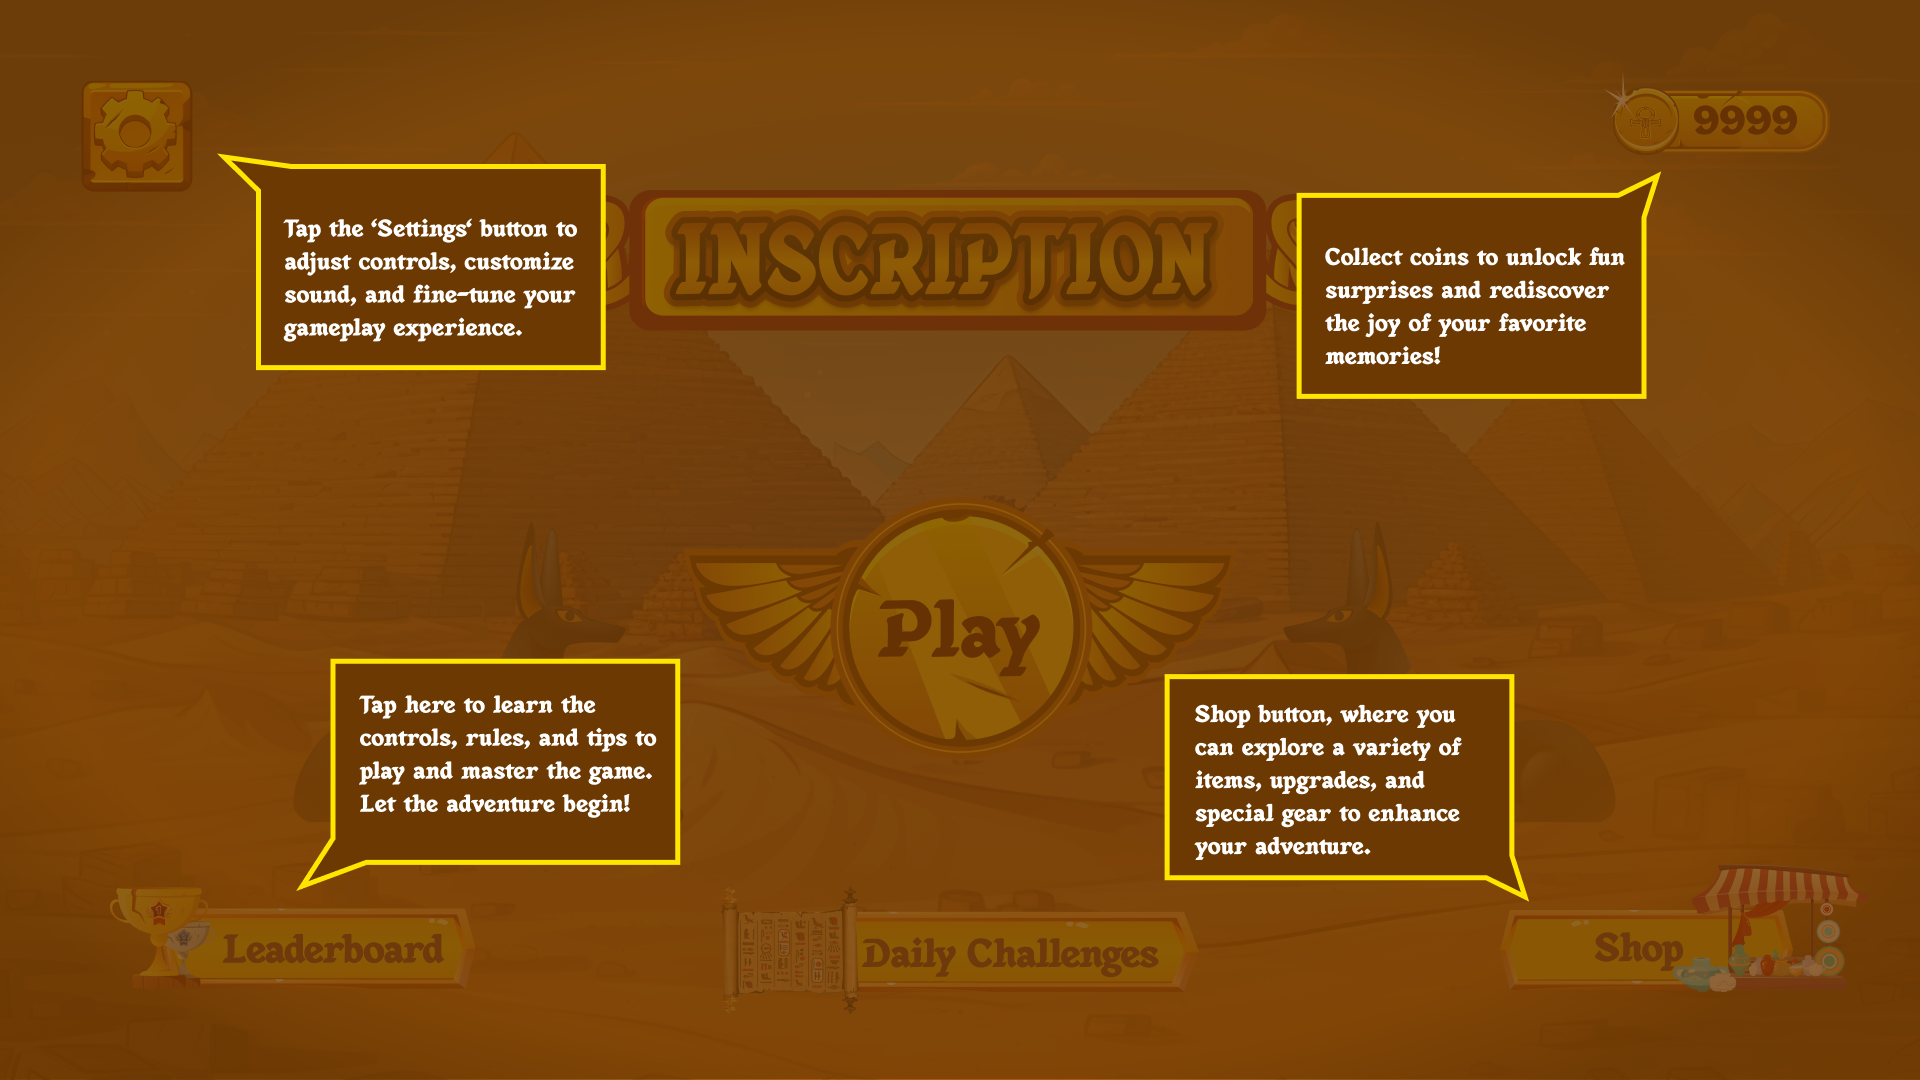 9999
INSCRIPTION
Tap the ‘Settings‘ button to
adjust controls, customize
sound, and fine-tune your
gameplay experience.
Collect coins to unlock fun
surprises and rediscover
the joy of your favorite
memories!
Play
Tap here to learn the
controls, rules, and tips to
play and master the game.
Let the adventure begin!
Shop button, where you
can explore a variety of
items, upgrades, and
special gear to enhance
your adventure.
Leaderboard
Daily Challenges
Shop